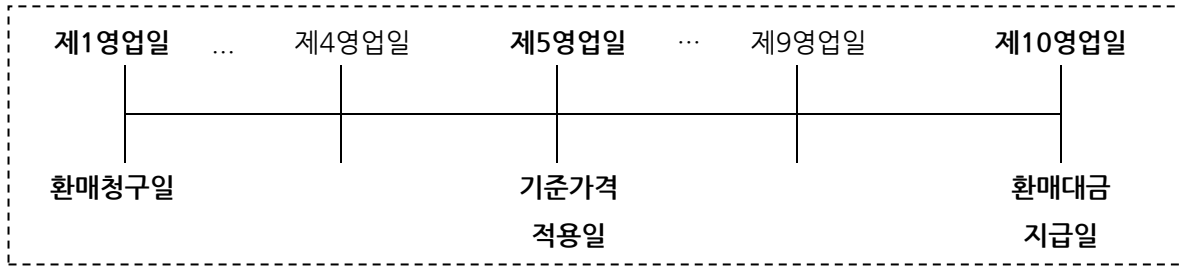 제1영업일 … 제4영업일 제5영업일 … 제9영업일 제10영업일
환매청구일 기준가격 환매대금
적용일 지급일